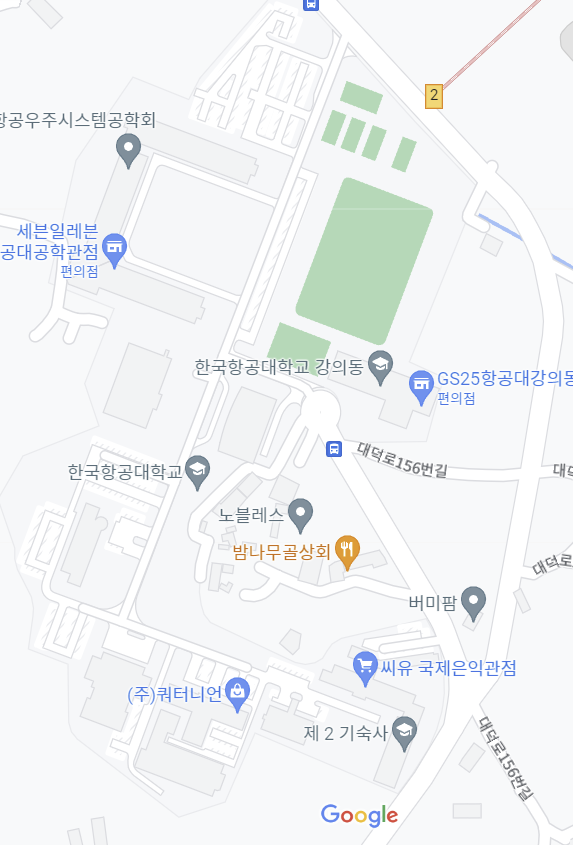 2
항공우주시스템공학회
세븐일레븐
공대공학관점
편의점
한국항공대학교 강의동
GS25항공대강의동
편의점
대덕로156번길
대덕
한국항공대학교
노블레스
밤나무골상회
대덕로
버미팜
씨유 국제은익관점
(주)쿼터니언
제 2 기숙사
대덕로156번길
Google